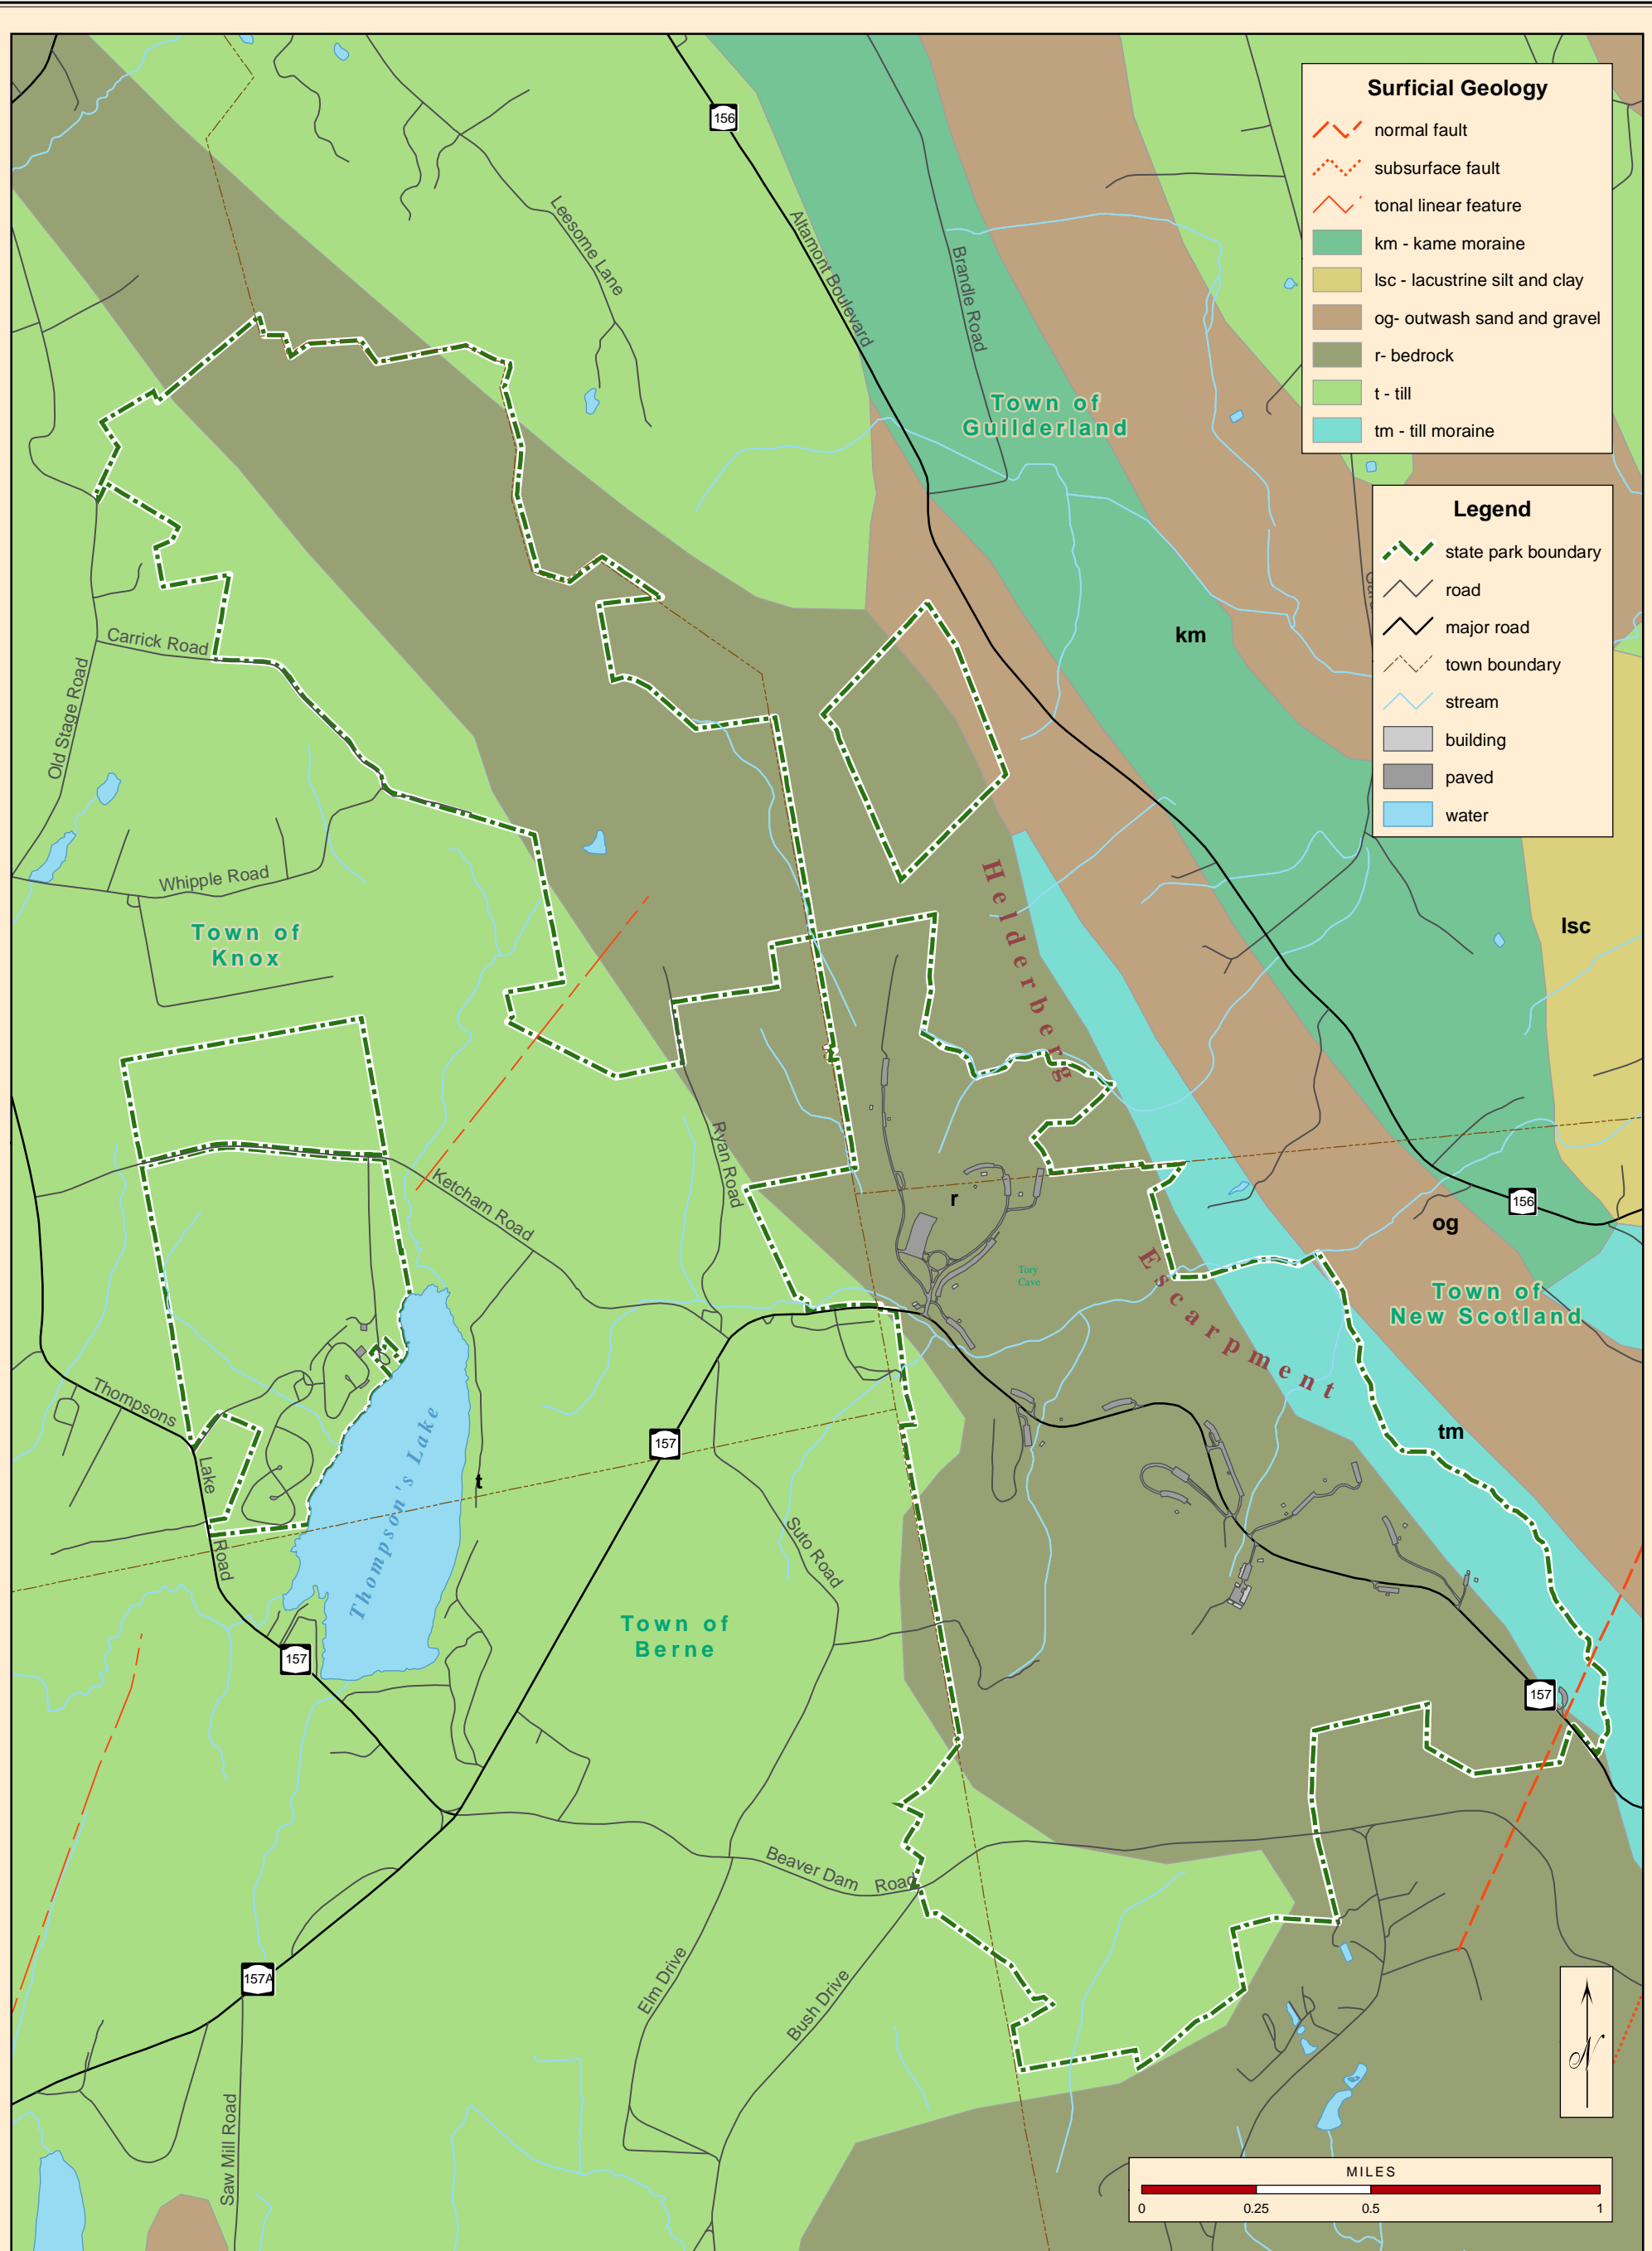 Surficial Geology
normal fault
subsurface fault
tonal linear feature
km - kame moraine
lsc - lacustrine silt and clay
og- outwash sand and gravel
r- bedrock
t - till
tm - till moraine
Legend
state park boundary
road
major road
town boundary
stream
building
paved
water
156
Leesome Lane
Altamont Boulevard
Brandle Road
Town of
Guilderland
km
Carrick Road
Old Stage Road
Whipple Road
Town of
Knox
Helderberg
lsc
Ryan Road
Ketcham Road
r
156
og
Tory
Cave
Escarpment
Town of
New Scotland
Thompsons
Lake
Road
Thompson's Lake
t
157
tm
Suto Road
Town of
Berne
157
157
Beaver Dam Road
157A
Elm Drive
Bush Drive
Saw Mill Road
N
MILES
0 0.25 0.5 1